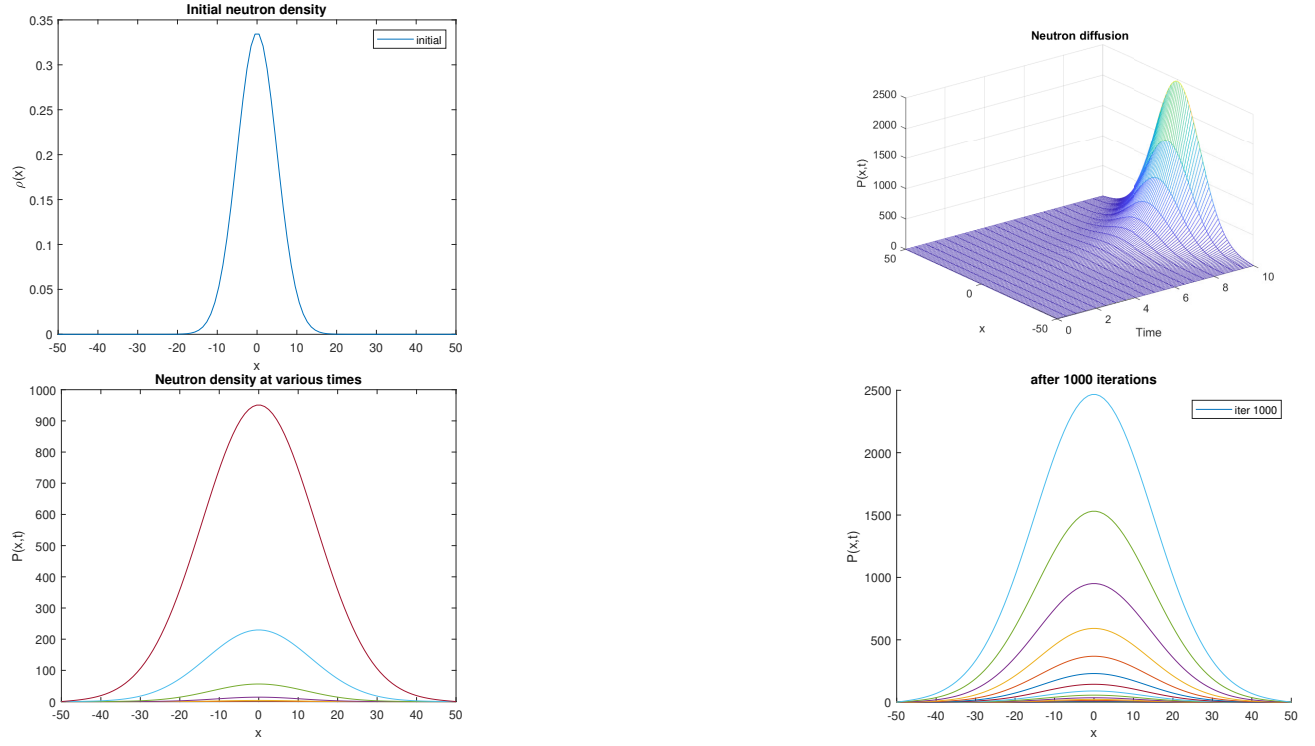 Initial neutron density
0.35
0.3
0.25
0.2
0.15
0.1
0.05
0
ρ(x)
initial
-50 -40 -30 -20 -10 0 10 20 30 40 50
x
Neutron diffusion
2500
2000
1500
1000
500
0
P(x,t)
50 0 -50
x
0 2 4 6 8 10
Time
Neutron density at various times
1000
900
800
700
600
500
400
300
200
100
0
P(x,t)
-50 -40 -30 -20 -10 0 10 20 30 40 50
x
after 1000 iterations
2500
2000
1500
1000
500
0
P(x,t)
iter 1000
-50 -40 -30 -20 -10 0 10 20 30 40 50
x